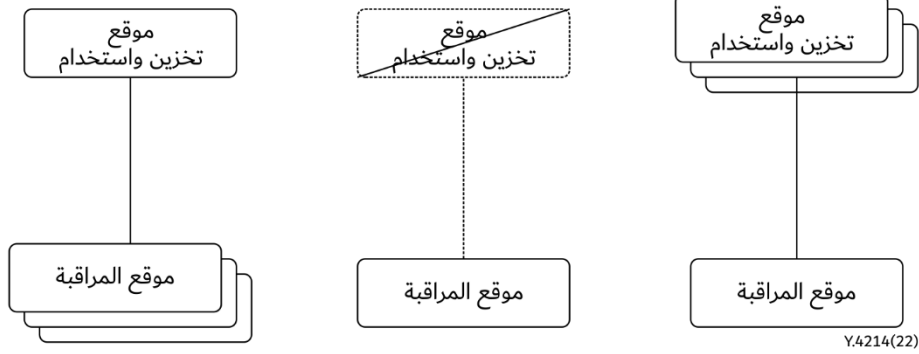 موقع
تخزين واستخدام
موقع
تخزين واستخدام
موقع
تخزين واستخدام
موقع المراقبة
موقع المراقبة
موقع المراقبة
Y.4214(22)